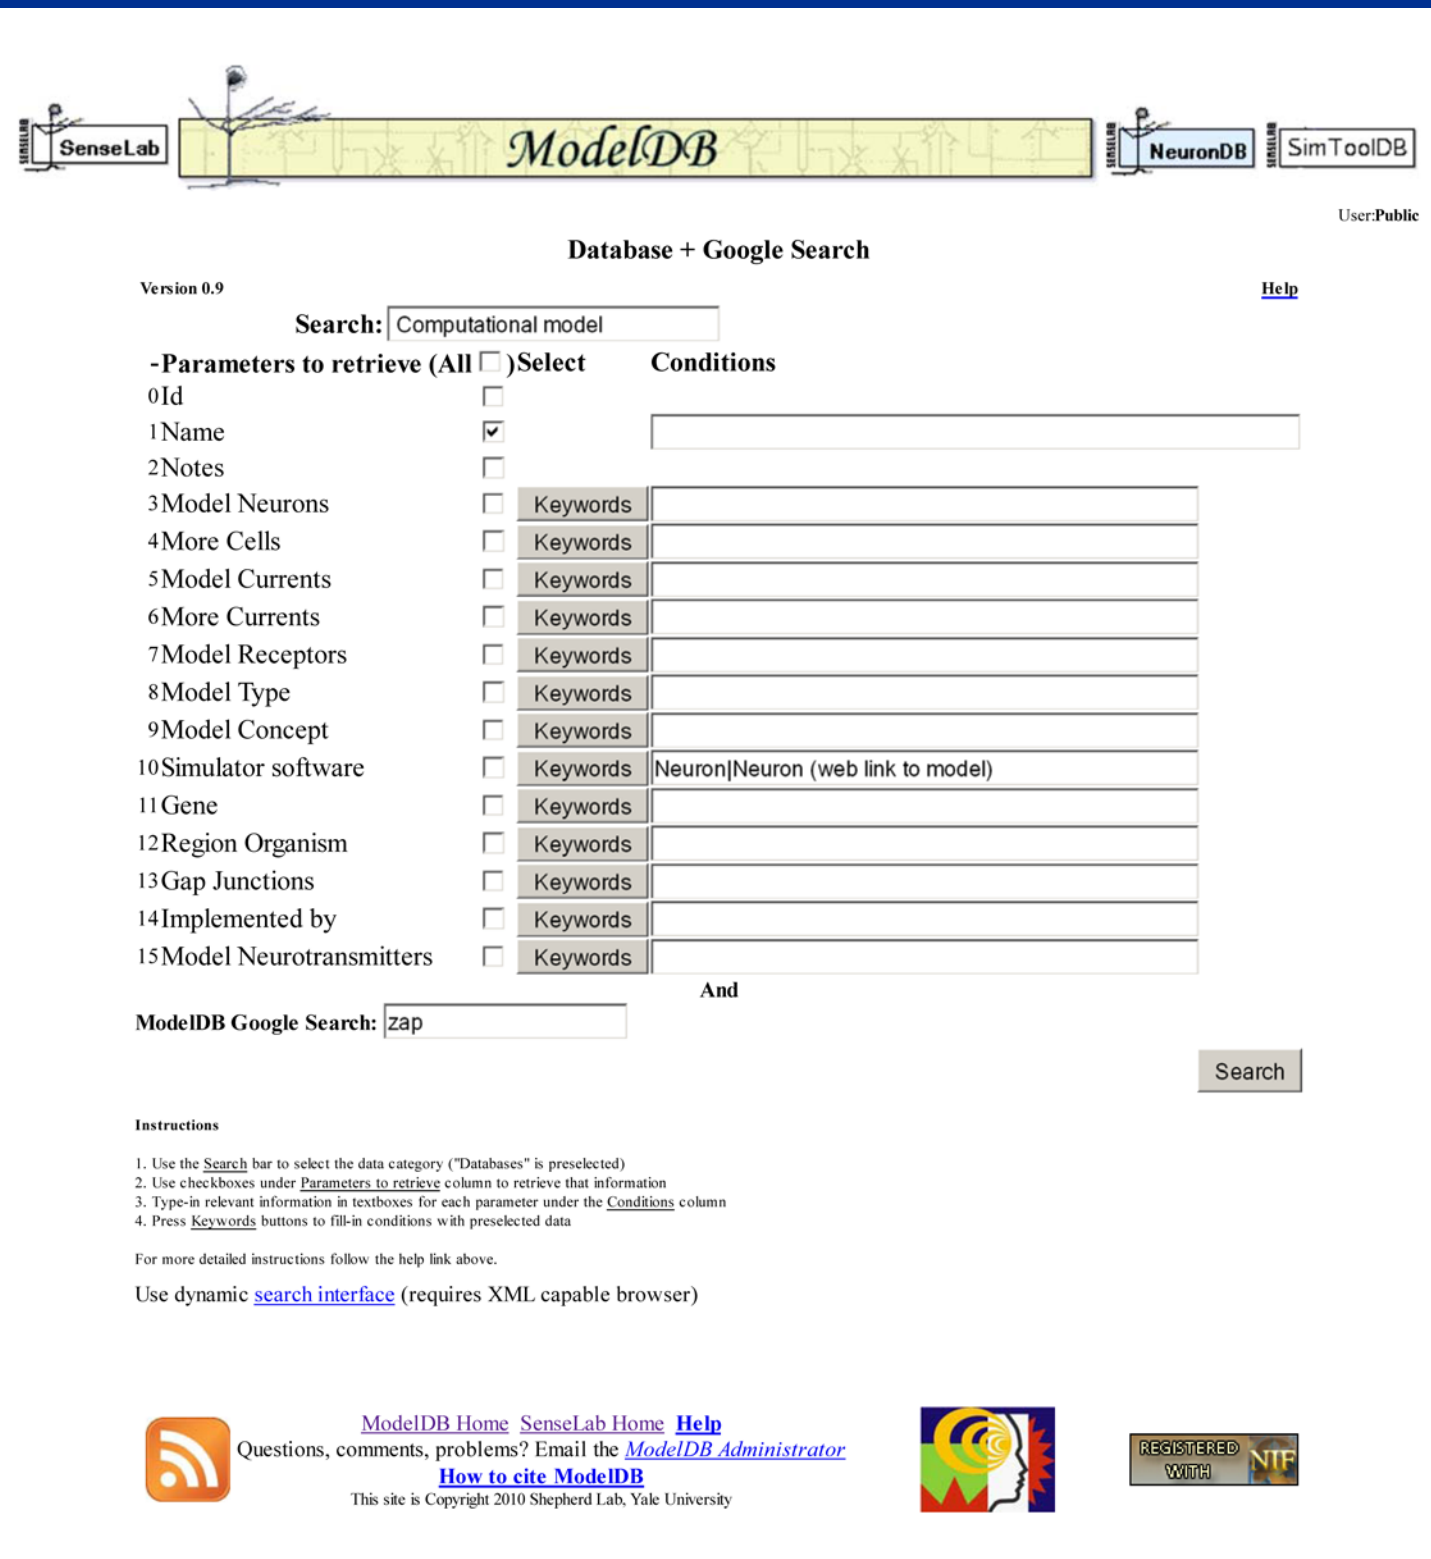 SENSELAB SenseLab ModelDB SENSELAB NeuronDB SENSELAB SimToolDB
User:Public
Database + Google Search
Version 0.9 Help
Search: Computational model
-Parameters to retrieve (All ) Select Conditions
0 Id
1 Name
2 Notes
3 Model Neurons Keywords
4 More Cells Keywords
5 Model Currents Keywords
6 More Currents Keywords
7 Model Receptors Keywords
8 Model Type Keywords
9 Model Concept Keywords
10 Simulator software Keywords Neuron|Neuron (web link to model)
11 Gene Keywords
12 Region Organism Keywords
13 Gap Junctions Keywords
14 Implemented by Keywords
15 Model Neurotransmitters Keywords
And
ModelDB Google Search: zap
Search
Instructions
1. Use the Search bar to select the data category ("Databases" is preselected)
2. Use checkboxes under Parameters to retrieve column to retrieve that information
3. Type-in relevant information in textboxes for each parameter under the Conditions column
4. Press Keywords buttons to fill-in conditions with preselected data
For more detailed instructions follow the help link above.
Use dynamic search interface (requires XML capable browser)
ModelDB Home SenseLab Home Help
Questions, comments, problems? Email the ModelDB Administrator
How to cite ModelDB
This site is Copyright 2010 Shepherd Lab, Yale University
REGISTERED WITH NIF